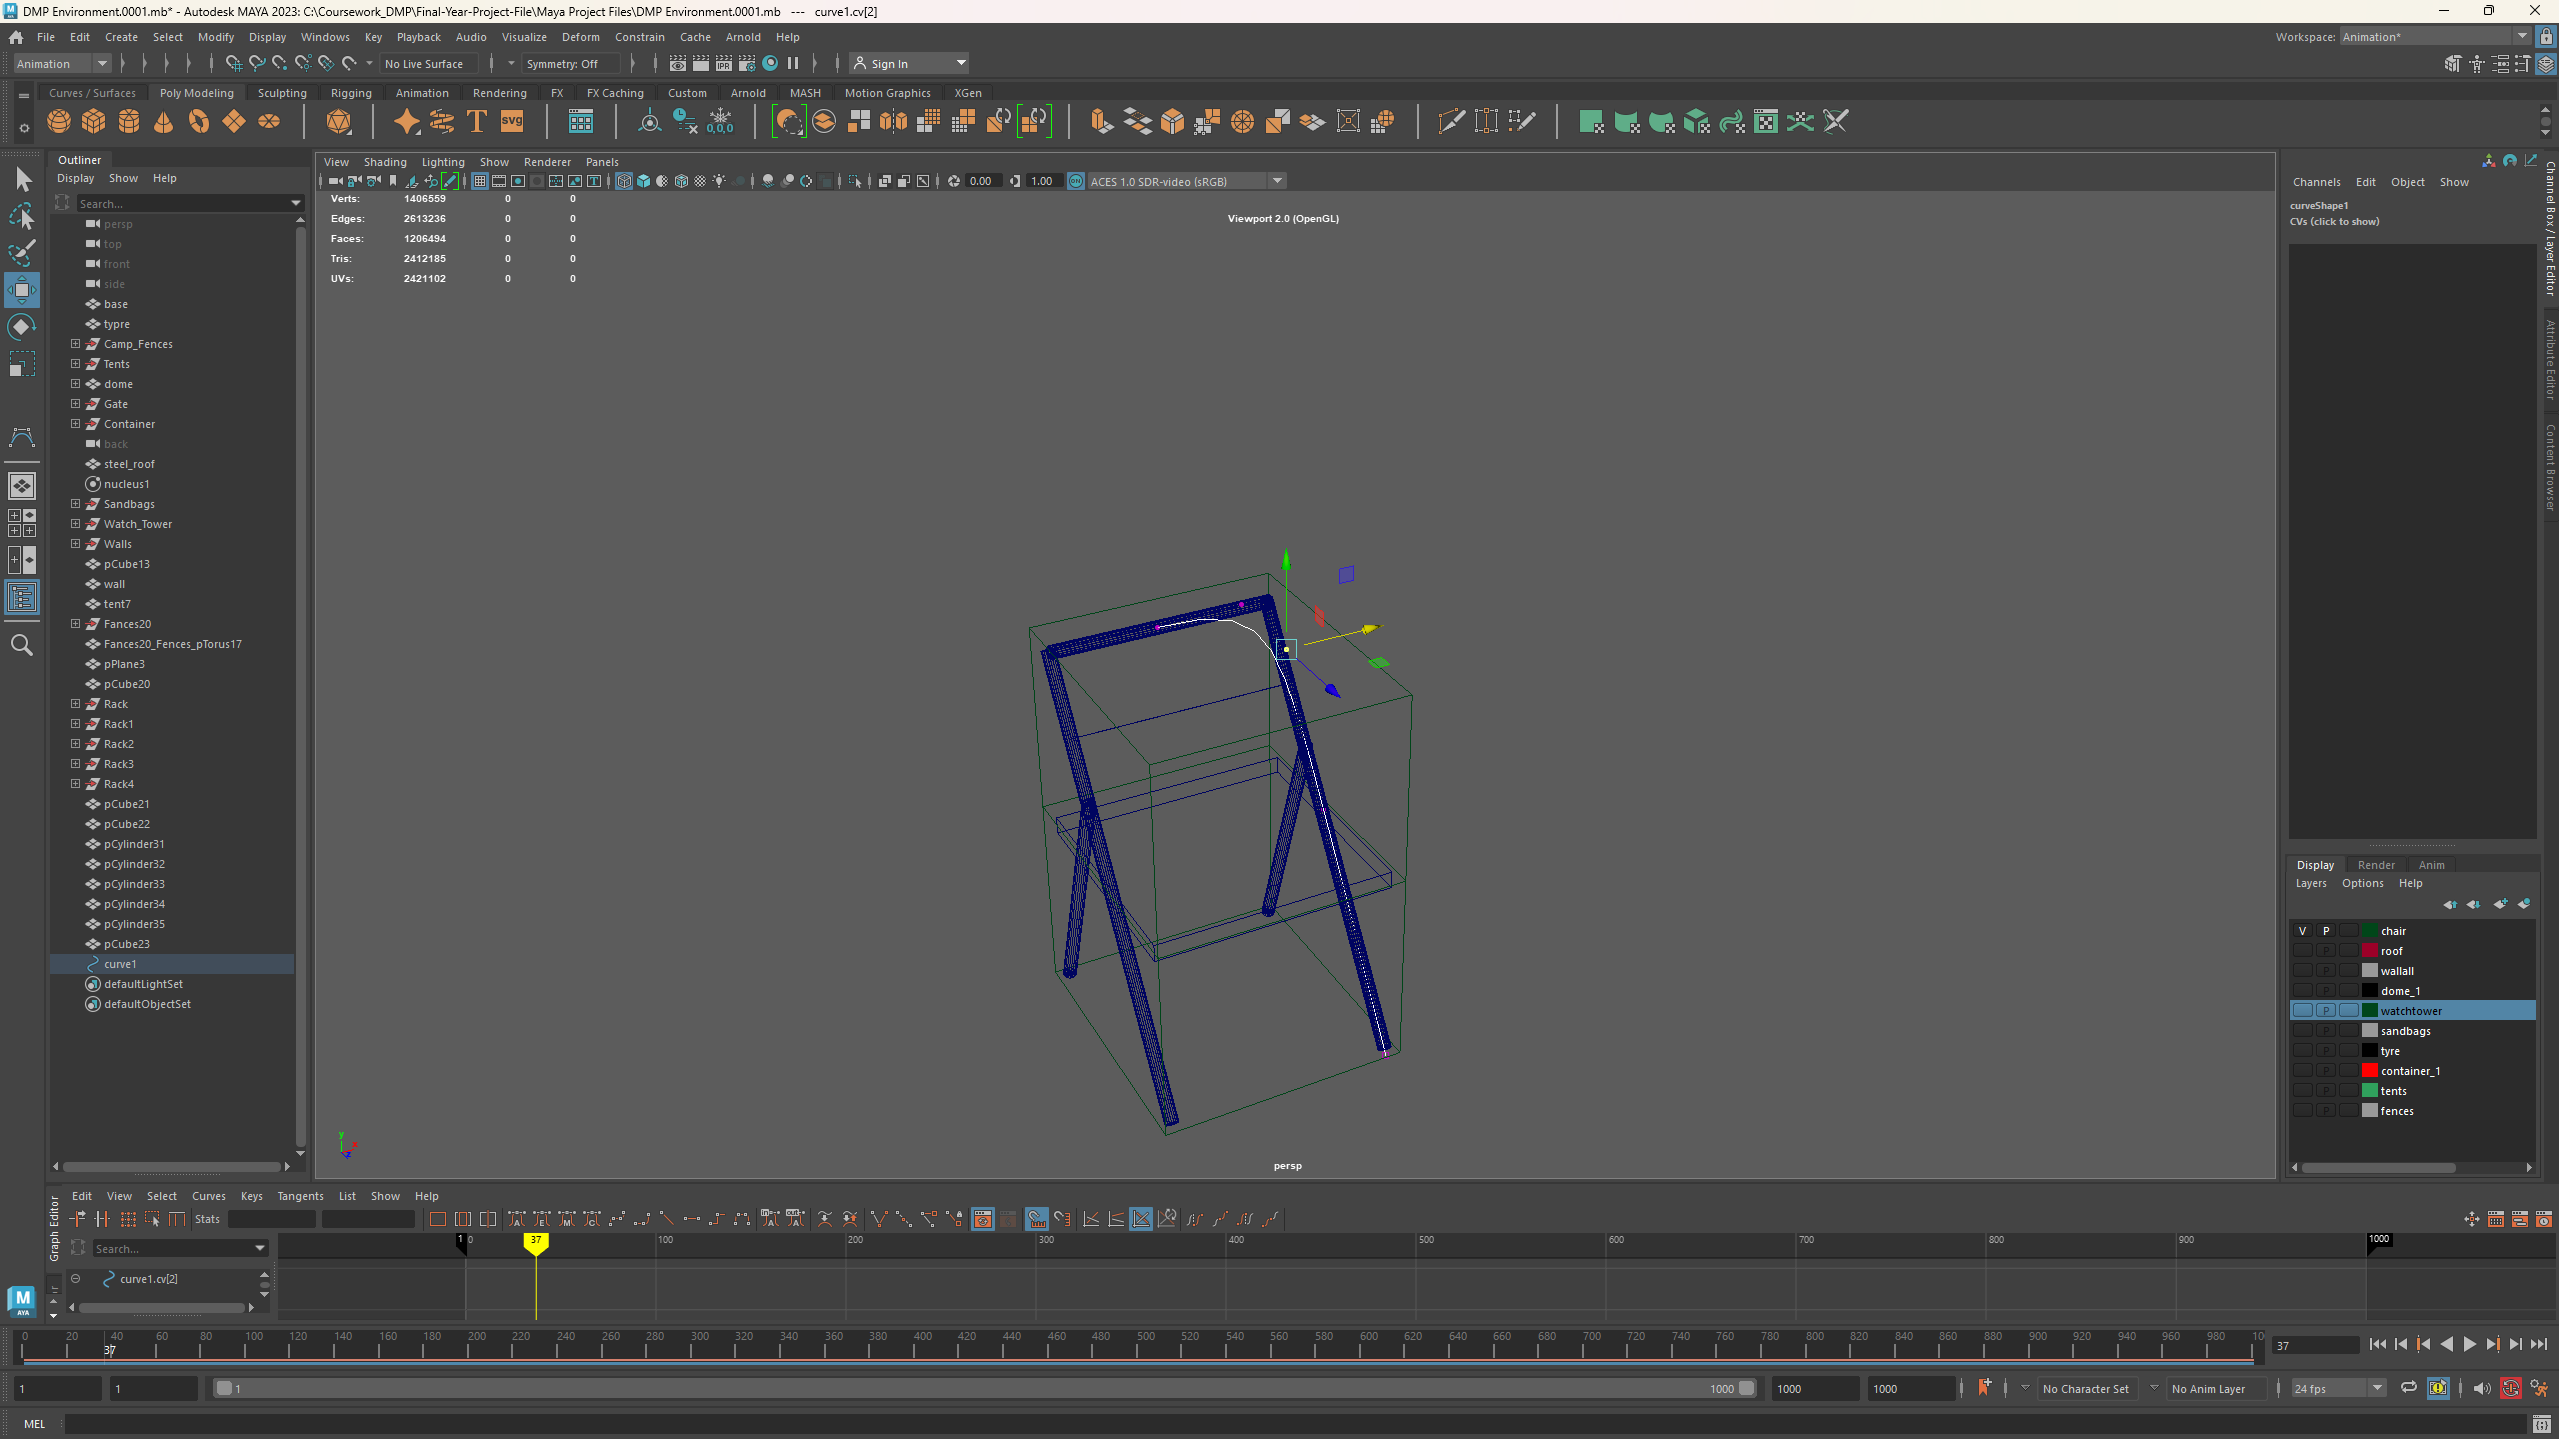 DMP Environment.0001.mb* - Autodesk MAYA 2023: C:\Coursework_DMP\Final-Year-Project-File\Maya Project Files\DMP Environment.0001.mb --- curve1.cv[2]
File Edit Create Select Modify Display Windows Key Playback Audio Visualize Deform Constrain Cache Arnold Help Workspace: Animation*
Animation No Live Surface Symmetry: Off IPR Sign In
Curves / Surfaces Poly Modeling Sculpting Rigging Animation Rendering FX FX Caching Custom Arnold MASH Motion Graphics XGen
T SVG 0,0,0
Outliner
Display Show Help
Search...
persp
top
front
side
base
typre
Camp_Fences
Tents
dome
Gate
Container
back
steel_roof
nucleus1
Sandbags
Watch_Tower
Walls
pCube13
wall
tent7
Fances20
Fances20_Fences_pTorus17
pPlane3
pCube20
Rack
Rack1
Rack2
Rack3
Rack4
pCube21
pCube22
pCylinder31
pCylinder32
pCylinder33
pCylinder34
pCylinder35
pCube23
curve1
defaultLightSet
defaultObjectSet
View Shading Lighting Show Renderer Panels
0.00 1.00 ON ACES 1.0 SDR-video (sRGB)
Verts: 1406559 0 0
Edges: 2613236 0 0
Faces: 1206494 0 0
Tris: 2412185 0 0
UVs: 2421102 0 0
Viewport 2.0 (OpenGL)
y
x
z
persp
Channels Edit Object Show
curveShape1
CVs (click to show)
Channel Box / Layer Editor
Attribute Editor
Content Browser
Display Render Anim
Layers Options Help
V P chair
P roof
P wallall
P dome_1
P watchtower
P sandbags
P tyre
P container_1
P tents
P fences
Graph Editor
Edit View Select Curves Keys Tangents List Show Help
Stats
Search...
curve1.cv[2]
1 0 37 100 200 300 400 500 600 700 800 900 1000
M
AYA
0 20 40 60 80 100 120 140 160 180 200 220 240 260 280 300 320 340 360 380 400 420 440 460 480 500 520 540 560 580 600 620 640 660 680 700 720 740 760 780 800 820 840 860 880 900 920 940 960 980 10
37
37
1 1 1 1000 1000 1000 No Character Set No Anim Layer 24 fps
MEL